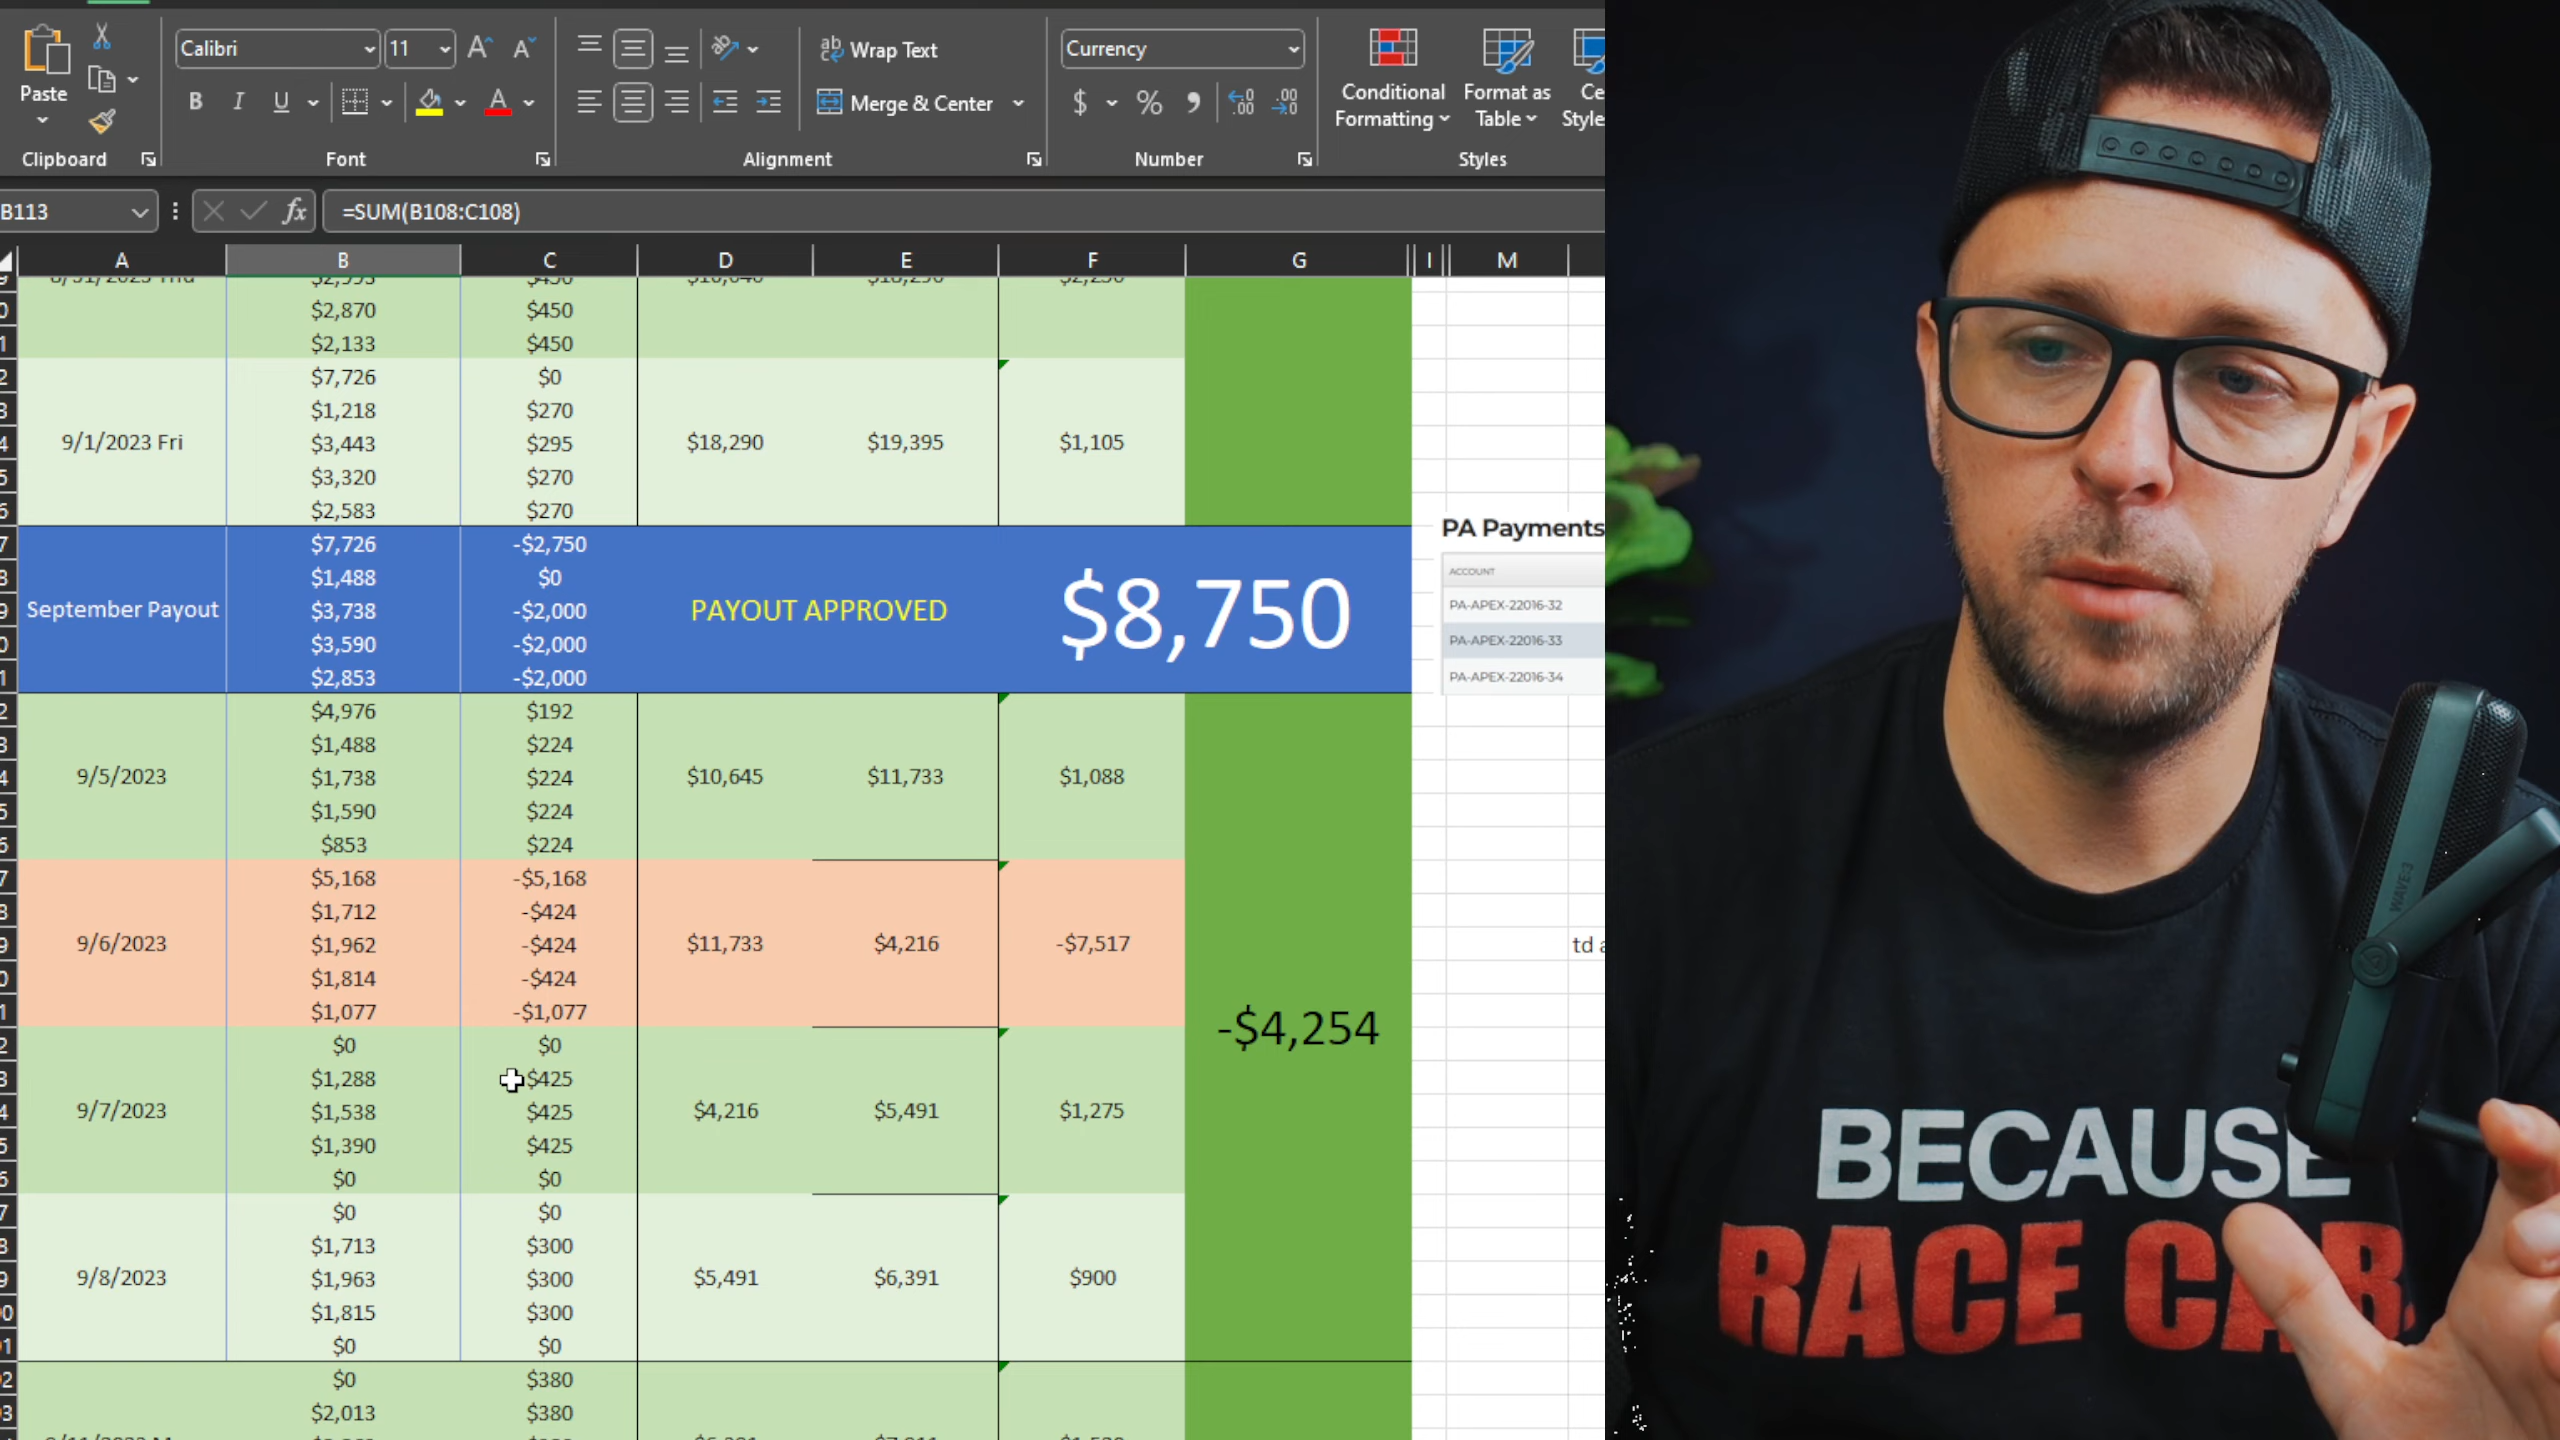 Paste
Clipboard
Calibri
11
B I U
A
Font
ab
Wrap Text
Merge & Center
Alignment
Currency
$ % 9
Number
Conditional
Formatting
Format as
Table
Styles
B113
fx
=SUM(B108:C108)
A B C D E F G I M
$2,870 $450
$2,133 $450
$7,726 $0
$1,218 $270
9/1/2023 Fri $3,443 $295 $18,290 $19,395 $1,105
$3,320 $270
$2,583 $270
$7,726 -$2,750
$1,488 $0
September Payout $3,738 -$2,000 PAYOUT APPROVED $8,750
$3,590 -$2,000
$2,853 -$2,000
PA Payments
ACCOUNT
PA-APEX-22016-32
PA-APEX-22016-33
PA-APEX-22016-34
$4,976 $192
$1,488 $224
9/5/2023 $1,738 $224 $10,645 $11,733 $1,088
$1,590 $224
$853 $224
$5,168 -$5,168
$1,712 -$424
9/6/2023 $1,962 -$424 $11,733 $4,216 -$7,517
td
$1,814 -$424
$1,077 -$1,077
-$4,254
$0 $0
$1,288 $425
9/7/2023 $1,538 $425 $4,216 $5,491 $1,275
$1,390 $425
$0 $0
$0 $0
$1,713 $300
9/8/2023 $1,963 $300 $5,491 $6,391 $900
$1,815 $300
$0 $0
$0 $380
$2,013 $380
WAVE:3
BECAUSE
RACE CAR.